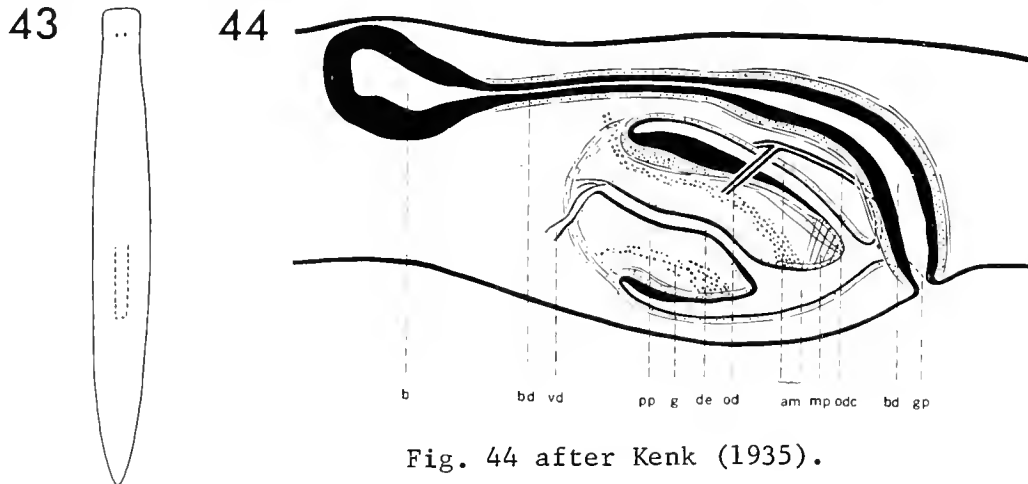 43
44
b bd vd pp g de od am mp odc bd gp
Fig. 44 after Kenk (1935).